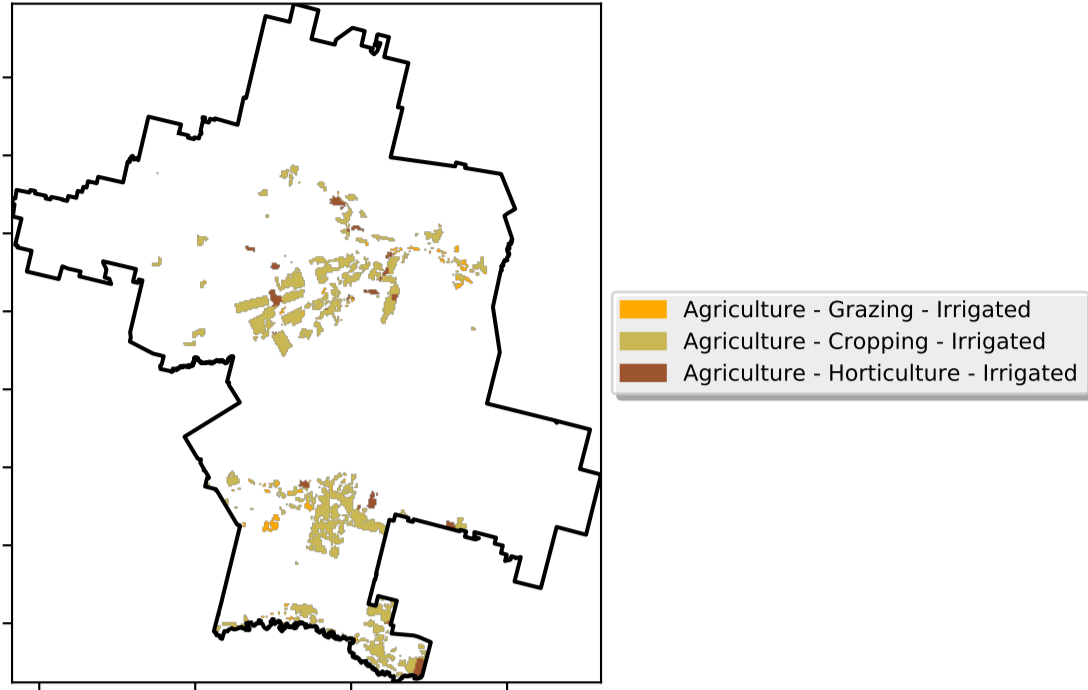 Agriculture - Grazing - Irrigated
Agriculture - Cropping - Irrigated
Agriculture - Horticulture - Irrigated